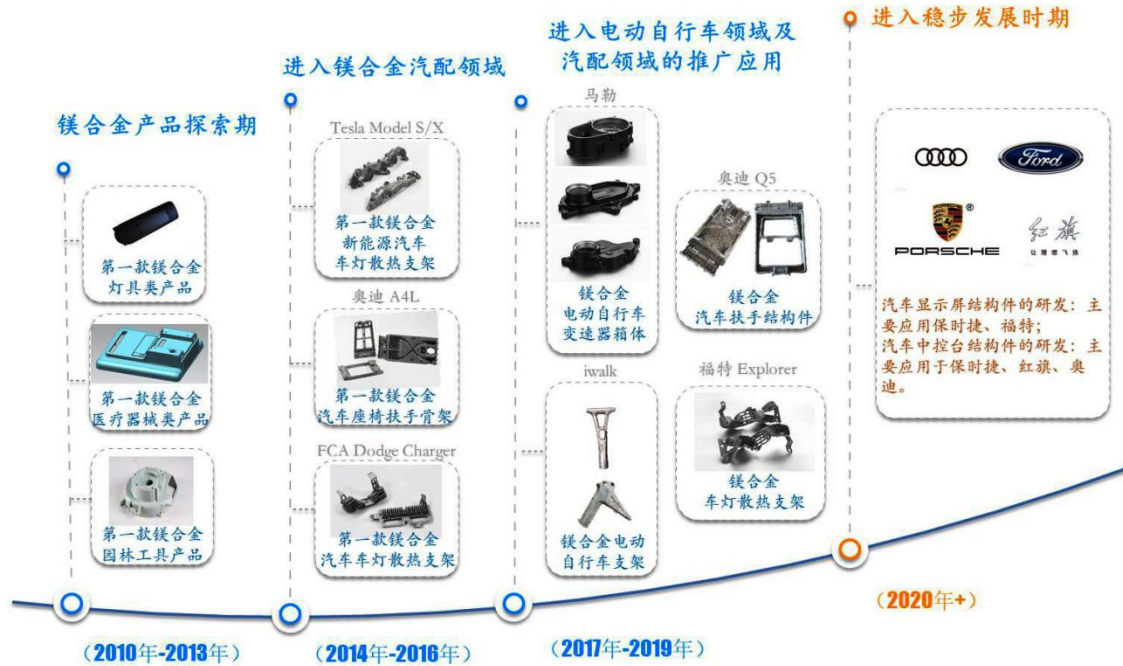 镁合金产品探索期
第一款镁合金
灯具类产品
第一款镁合金
医疗器械类产品
第一款镁合金
园林工具产品
（2010年-2013年）
进入镁合金汽配领域
Tesla Model S/X
第一款镁合金
新能源汽车
车灯散热支架
奥迪 A4L
第一款镁合金
汽车座椅扶手骨架
FCA Dodge Charger
第一款镁合金
汽车车灯散热支架
（2014年-2016年）
进入电动自行车领域及
汽配领域的推广应用
马勒
镁合金
电动自行车
变速器箱体
iwalk
镁合金电动
自行车支架
奥迪 Q5
镁合金
汽车扶手结构件
福特 Explorer
镁合金
车灯散热支架
（2017年-2019年）
进入稳步发展时期
Ford
PORSCHE
®
PORSCHE
红旗
让理想飞扬
汽车显示屏结构件的研发：主
要应用保时捷、福特；
汽车中控台结构件的研发：主
要应用于保时捷、红旗、奥
迪。
（2020年+）